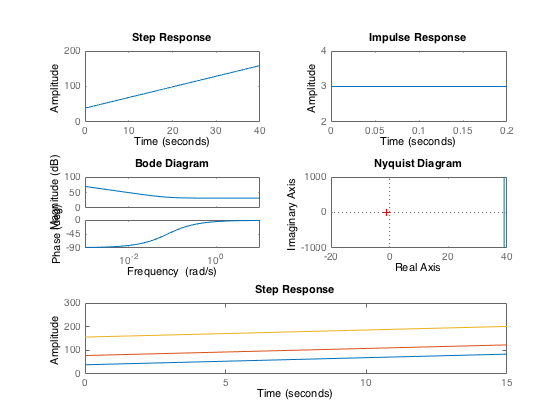 Step Response
Amplitude
200
100
0
0 10 20 30 40
Time (seconds)
Impulse Response
Amplitude
4
3
2
0 0.05 0.1 0.15 0.2
Time (seconds)
Bode Diagram
Magnitude (dB)
100
50
0
Phase (deg)
0
-45
-90
10^-2 10^0
Frequency (rad/s)
Nyquist Diagram
Imaginary Axis
1000
0
-1000
-20 0 20 40
Real Axis
Step Response
Amplitude
300
200
100
0
0 5 10 15
Time (seconds)